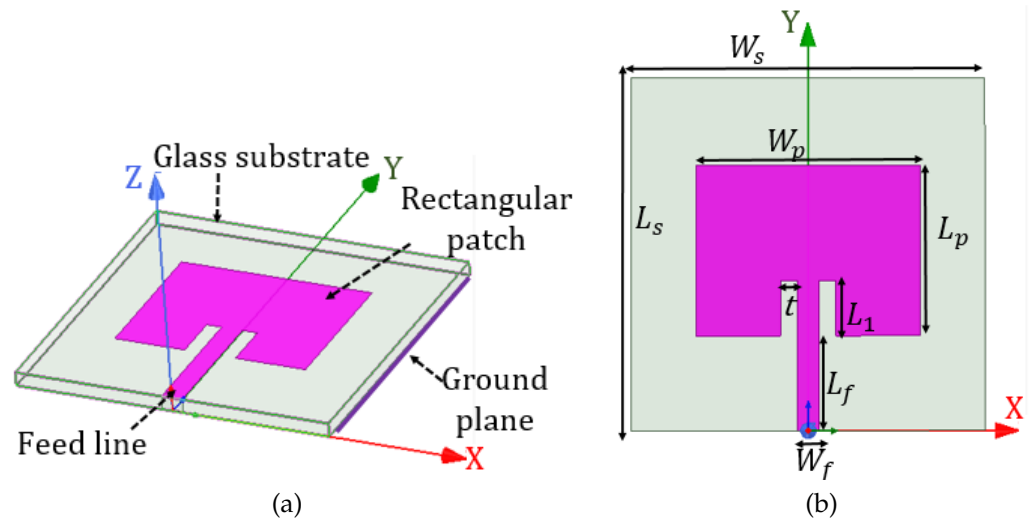 Glass substrate
Z
Y
Rectangular
patch
Ground
plane
Feed line
X
(a)
Y
W_s
W_p
L_s
L_p
t
L_1
L_f
X
W_f
(b)